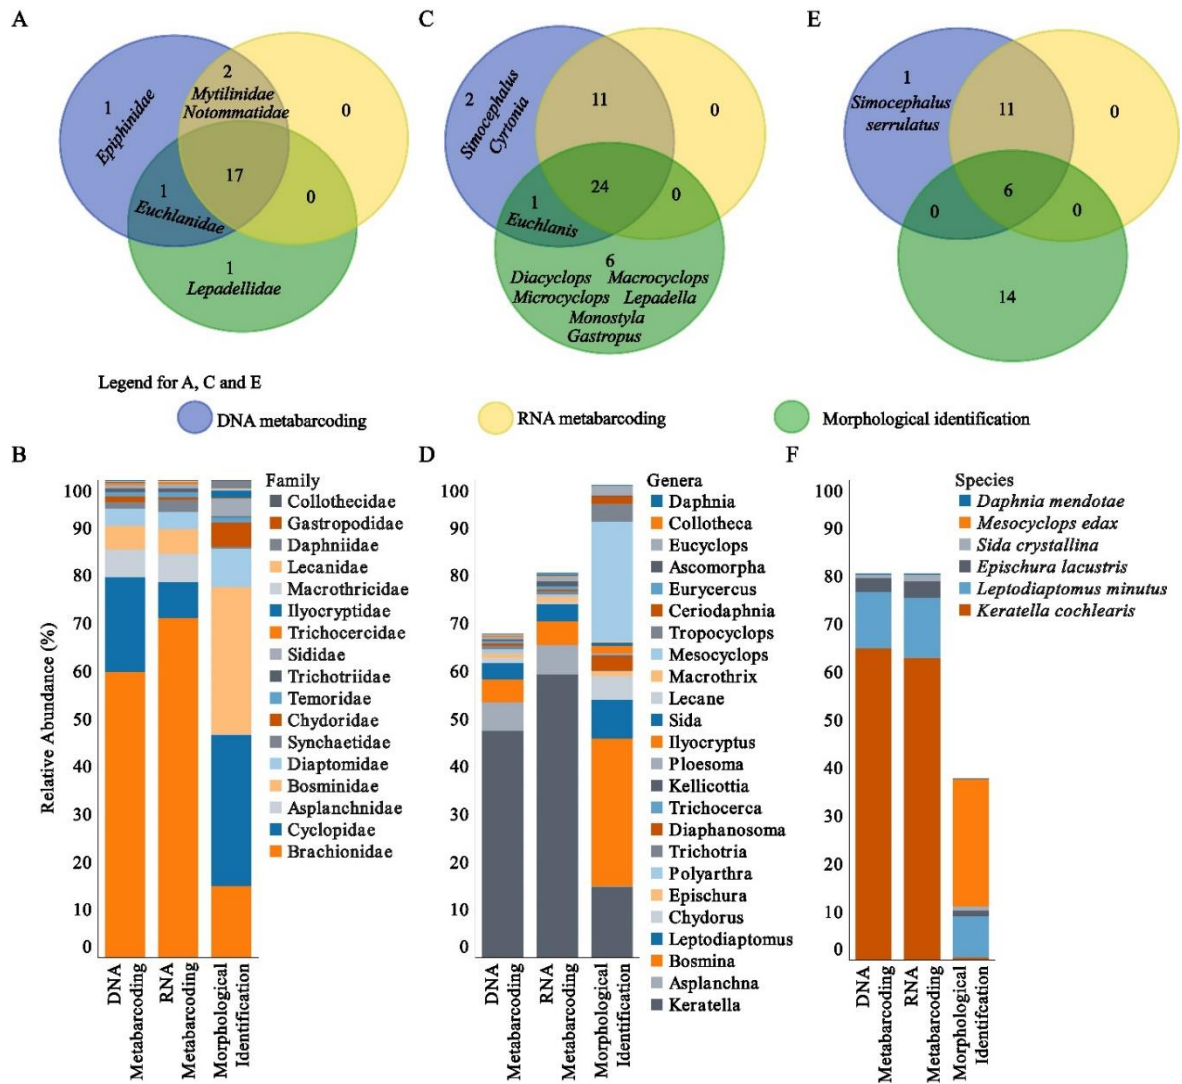 A
1
Epiphinidae
2
Mytilinidae
Notommatidae
0
17
1
Euchlanidae
0
1
Lepadellidae
C
2
Simocephalus
Cyrtonia
11
0
24
1
Euchlanis
0
6
Diacyclops Macrocyclops
Microcyclops Lepadella
Monostyla
Gastropus
E
1
Simocephalus
serrulatus
11
0
6
0
0
14
Legend for A, C and E
DNA metabarcoding
RNA metabarcoding
Morphological identification
B
Relative Abundance (%)
100
90
80
70
60
50
40
30
20
10
0
DNA
Metabarcoding
RNA
Metabarcoding
Morphological
Identification
Family
Collothecidae
Gastropodidae
Daphniidae
Lecanidae
Macrothricidae
Ilyocryptidae
Trichocercidae
Sididae
Trichotriidae
Temoridae
Chydoridae
Synchaetidae
Diaptomidae
Bosminidae
Asplanchnidae
Cyclopidae
Brachionidae
D
100
90
80
70
60
50
40
30
20
10
0
DNA
Metabarcoding
RNA
Metabarcoding
Morphological
Identification
Genera
Daphnia
Collotheca
Eucyclops
Ascomorpha
Eurycercus
Ceriodaphnia
Tropocyclops
Mesocyclops
Macrothrix
Lecane
Sida
Ilyocryptus
Ploesoma
Kellicottia
Trichocerca
Diaphanosoma
Trichotria
Polyarthra
Epischura
Chydorus
Leptodiaptomus
Bosmina
Asplanchna
Keratella
F
100
90
80
70
60
50
40
30
20
10
0
DNA
Metabarcoding
RNA
Metabarcoding
Morphological
Identifcation
Species
Daphnia mendotae
Mesocyclops edax
Sida crystallina
Epischura lacustris
Leptodiaptomus minutus
Keratella cochlearis